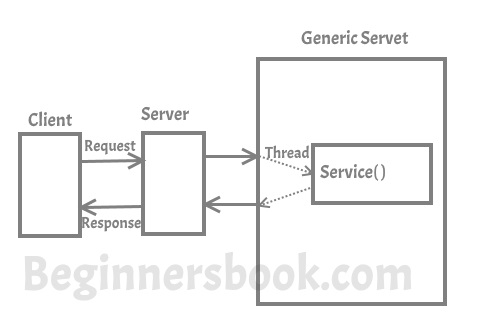 Generic Servet
Client
Server
Request
Thread
Service()
Response
Beginnersbook.com